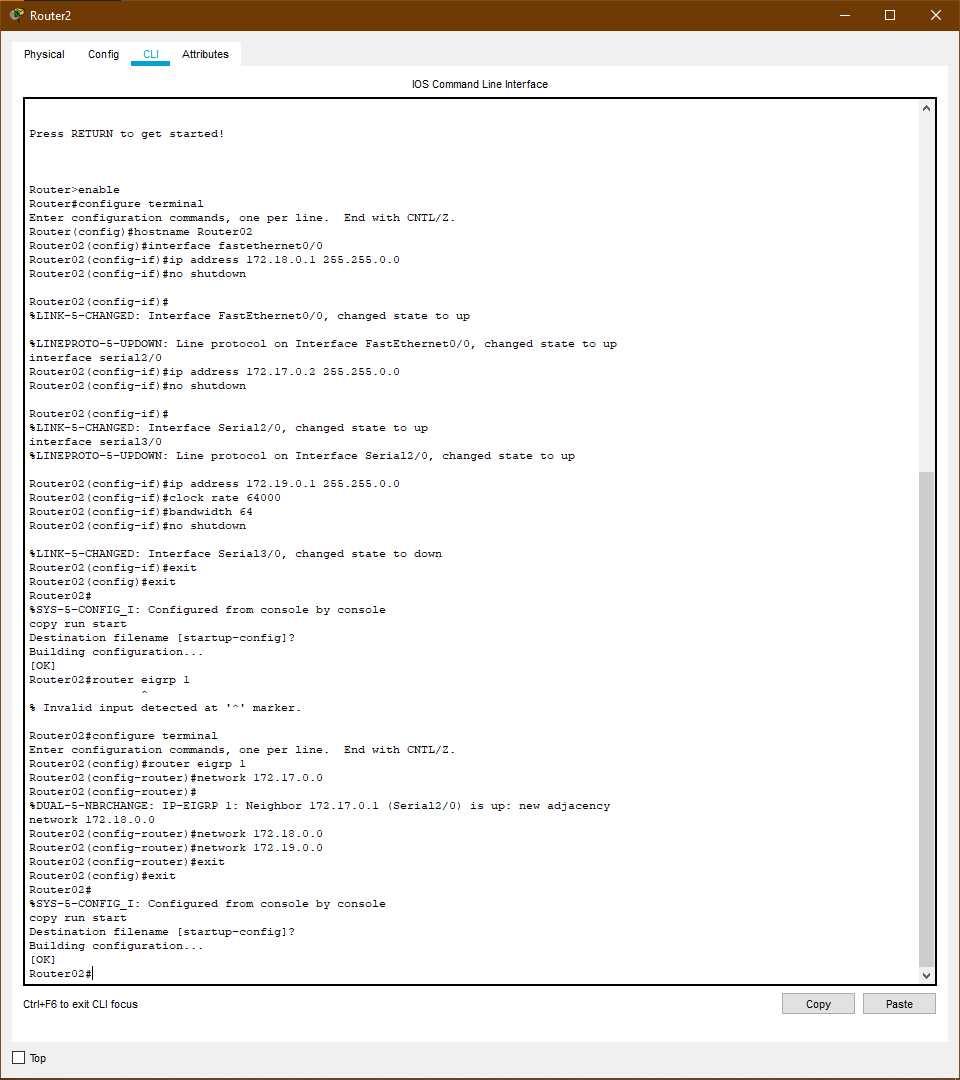 Router2
Physical Config CLI Attributes
IOS Command Line Interface
Press RETURN to get started!
Router>enable
Router#configure terminal
Enter configuration commands, one per line.  End with CNTL/Z.
Router(config)#hostname Router02
Router02(config)#interface fastethernet0/0
Router02(config-if)#ip address 172.18.0.1 255.255.0.0
Router02(config-if)#no shutdown
Router02(config-if)#
%LINK-5-CHANGED: Interface FastEthernet0/0, changed state to up
%LINEPROTO-5-UPDOWN: Line protocol on Interface FastEthernet0/0, changed state to up
interface serial2/0
Router02(config-if)#ip address 172.17.0.2 255.255.0.0
Router02(config-if)#no shutdown
Router02(config-if)#
%LINK-5-CHANGED: Interface Serial2/0, changed state to up
interface serial3/0
%LINEPROTO-5-UPDOWN: Line protocol on Interface Serial2/0, changed state to up
Router02(config-if)#ip address 172.19.0.1 255.255.0.0
Router02(config-if)#clock rate 64000
Router02(config-if)#bandwidth 64
Router02(config-if)#no shutdown
%LINK-5-CHANGED: Interface Serial3/0, changed state to down
Router02(config-if)#exit
Router02(config)#exit
Router02#
%SYS-5-CONFIG_I: Configured from console by console
copy run start
Destination filename [startup-config]?
Building configuration...
[OK]
Router02#router eigrp 1
^
% Invalid input detected at '^' marker.
Router02#configure terminal
Enter configuration commands, one per line.  End with CNTL/Z.
Router02(config)#router eigrp 1
Router02(config-router)#network 172.17.0.0
Router02(config-router)#
%DUAL-5-NBRCHANGE: IP-EIGRP 1: Neighbor 172.17.0.1 (Serial2/0) is up: new adjacency
network 172.18.0.0
Router02(config-router)#network 172.18.0.0
Router02(config-router)#network 172.19.0.0
Router02(config-router)#exit
Router02(config)#exit
Router02#
%SYS-5-CONFIG_I: Configured from console by console
copy run start
Destination filename [startup-config]?
Building configuration...
[OK]
Router02#
Ctrl+F6 to exit CLI focus
Copy Paste
Top